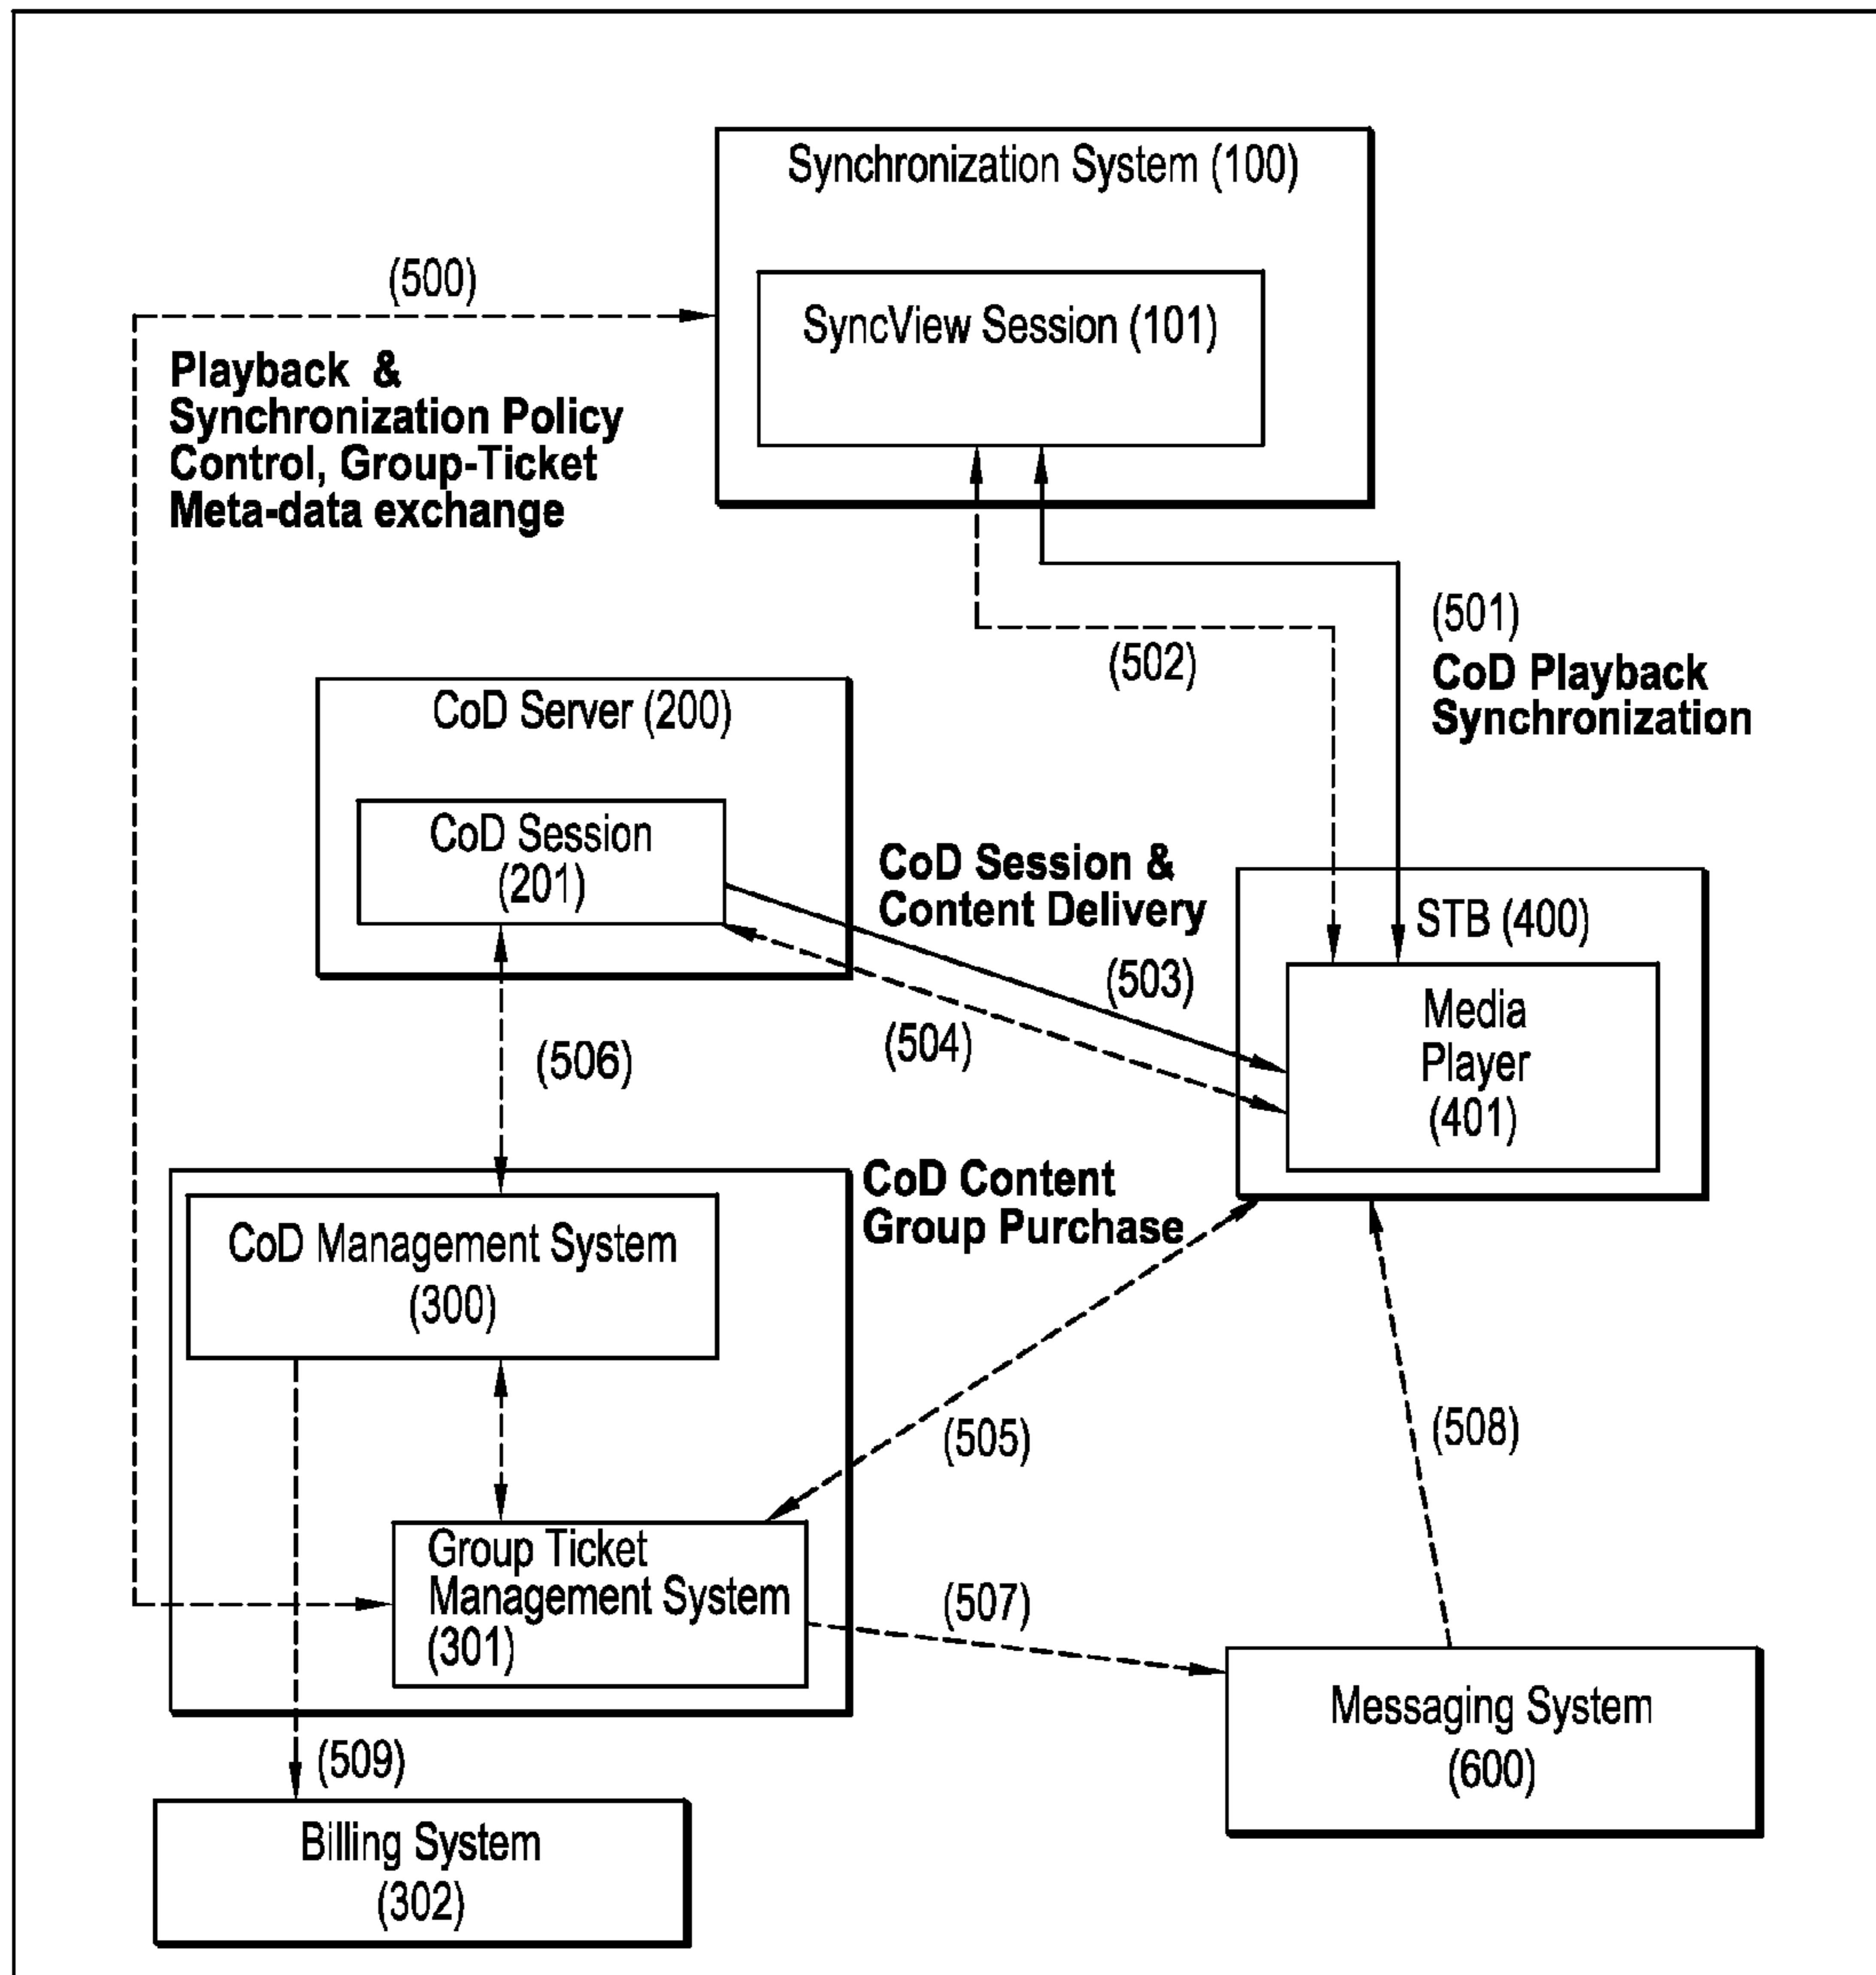 Synchronization System (100)
(500)
SyncView Session (101)
Playback &
Synchronization Policy
Control, Group-Ticket
Meta-data exchange
(501)
CoD Playback
Synchronization
(502)
CoD Server (200)
CoD Session
(201)
CoD Session &
Content Delivery
(503)
(504)
STB (400)
Media
Player
(401)
(506)
CoD Content
Group Purchase
CoD Management System
(300)
(505)
(508)
Group Ticket
Management System
(301)
(507)
Messaging System
(600)
(509)
Billing System
(302)